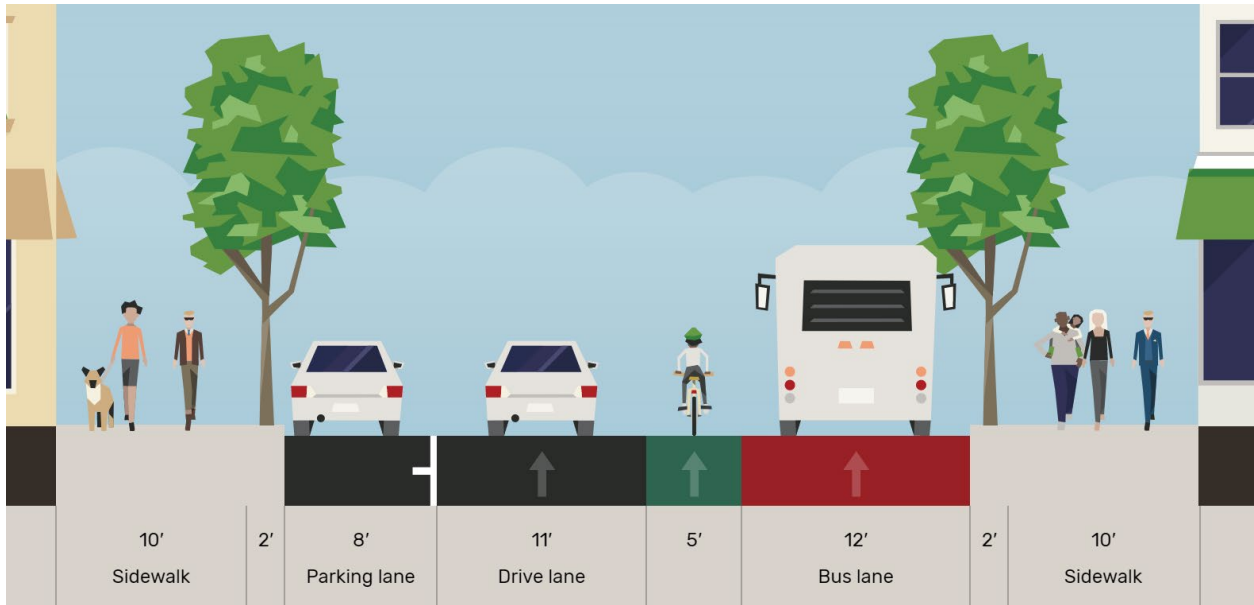 10′ 2′ 8′ 11′ 5′ 12′ 2′ 10′
Sidewalk Parking lane Drive lane Bus lane Sidewalk